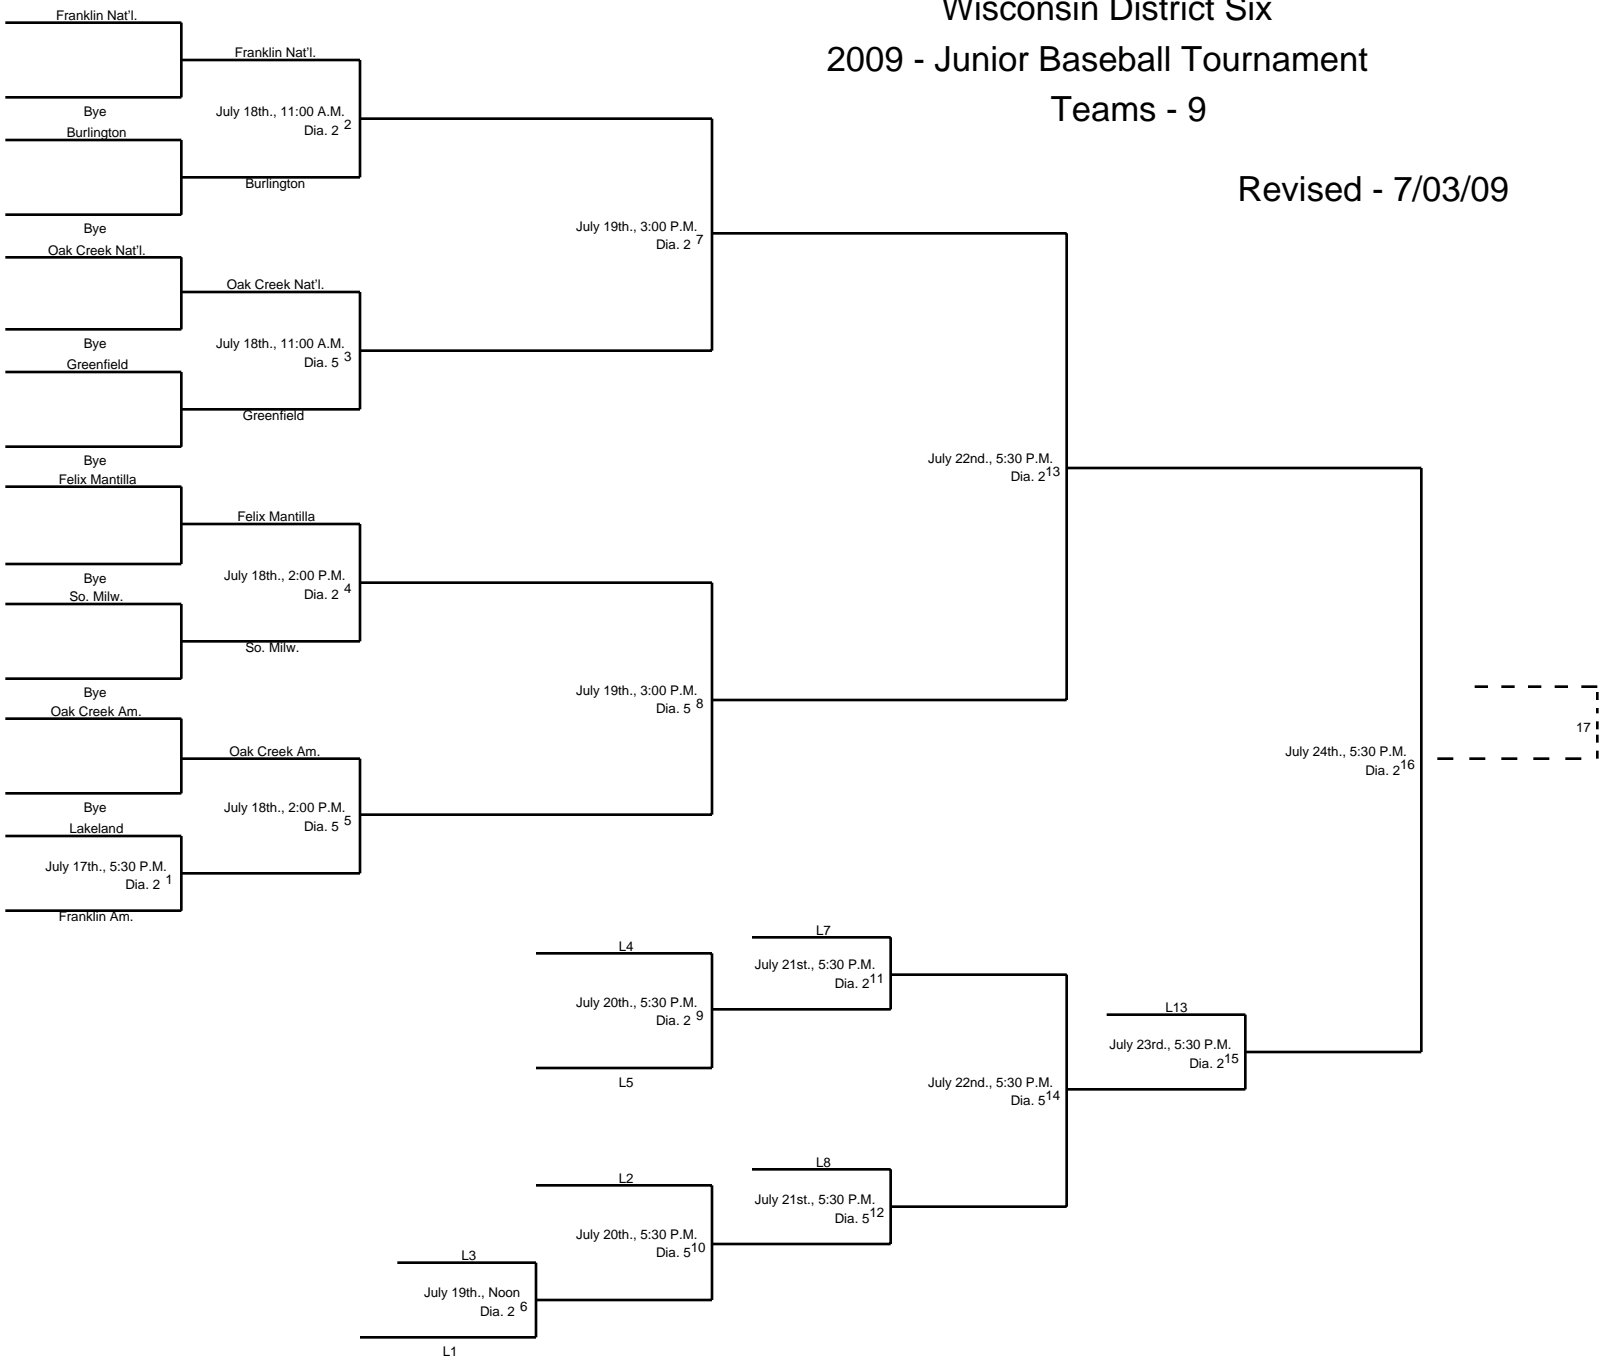 Wisconsin District Six
2009 - Junior Baseball Tournament
Teams - 9
Revised - 7/03/09
Franklin Nat'l.
Bye
Burlington
Bye
Oak Creek Nat'l.
Bye
Greenfield
Bye
Felix Mantilla
Bye
So. Milw.
Bye
Oak Creek Am.
Bye
Lakeland
July 17th., 5:30 P.M.
Dia. 2 1
Franklin Am.
Franklin Nat'l.
July 18th., 11:00 A.M.
Dia. 2 2
Burlington
Oak Creek Nat'l.
July 18th., 11:00 A.M.
Dia. 5 3
Greenfield
Felix Mantilla
July 18th., 2:00 P.M.
Dia. 2 4
So. Milw.
Oak Creek Am.
July 18th., 2:00 P.M.
Dia. 5 5
July 19th., 3:00 P.M.
Dia. 2 7
July 19th., 3:00 P.M.
Dia. 5 8
July 22nd., 5:30 P.M.
Dia. 2 13
July 24th., 5:30 P.M.
Dia. 2 16
17
L4
July 20th., 5:30 P.M.
Dia. 2 9
L5
L7
July 21st., 5:30 P.M.
Dia. 2 11
L2
July 20th., 5:30 P.M.
Dia. 5 10
L3
July 19th., Noon
Dia. 2 6
L1
L8
July 21st., 5:30 P.M.
Dia. 5 12
July 22nd., 5:30 P.M.
Dia. 5 14
L13
July 23rd., 5:30 P.M.
Dia. 2 15